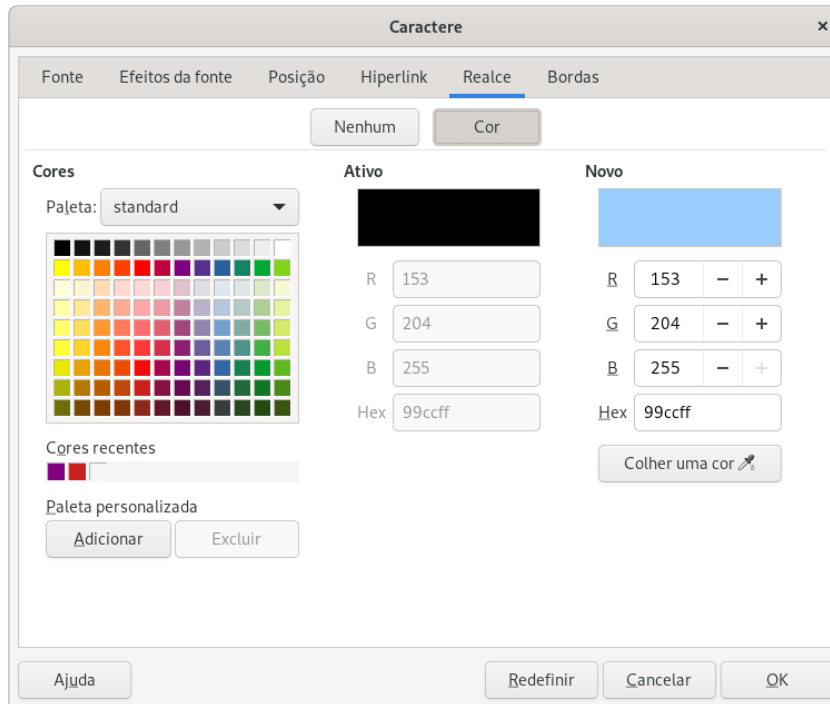 Caractere ×
Fonte Efeitos da fonte Posição Hiperlink Realce Bordas
Nenhum Cor
Cores
Paleta: standard
Cores recentes
Paleta personalizada
Adicionar Excluir
Ativo
R 153
G 204
B 255
Hex 99ccff
Novo
R 153 − +
G 204 − +
B 255 − +
Hex 99ccff
Colher uma cor
Ajuda Redefinir Cancelar OK